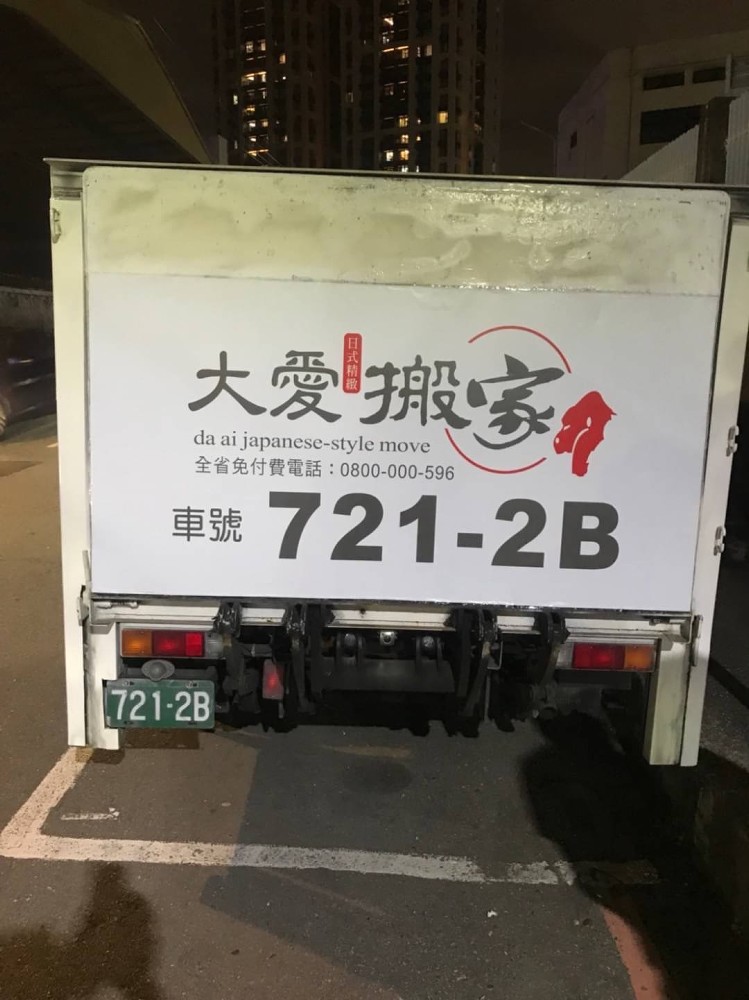 大愛日式精緻搬家
da ai japanese-style move
全省免付費電話：0800-000-596
車號 721-2B
721-2B